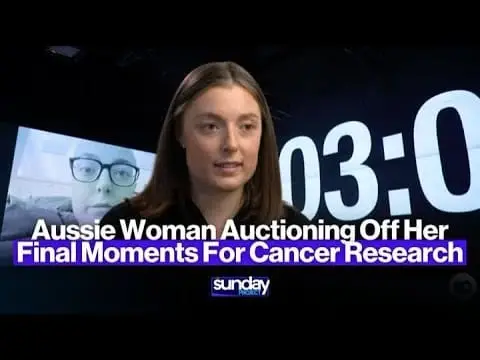 03:0
Aussie Woman Auctioning Off Her
Final Moments For Cancer Research
sunday
PROJECT